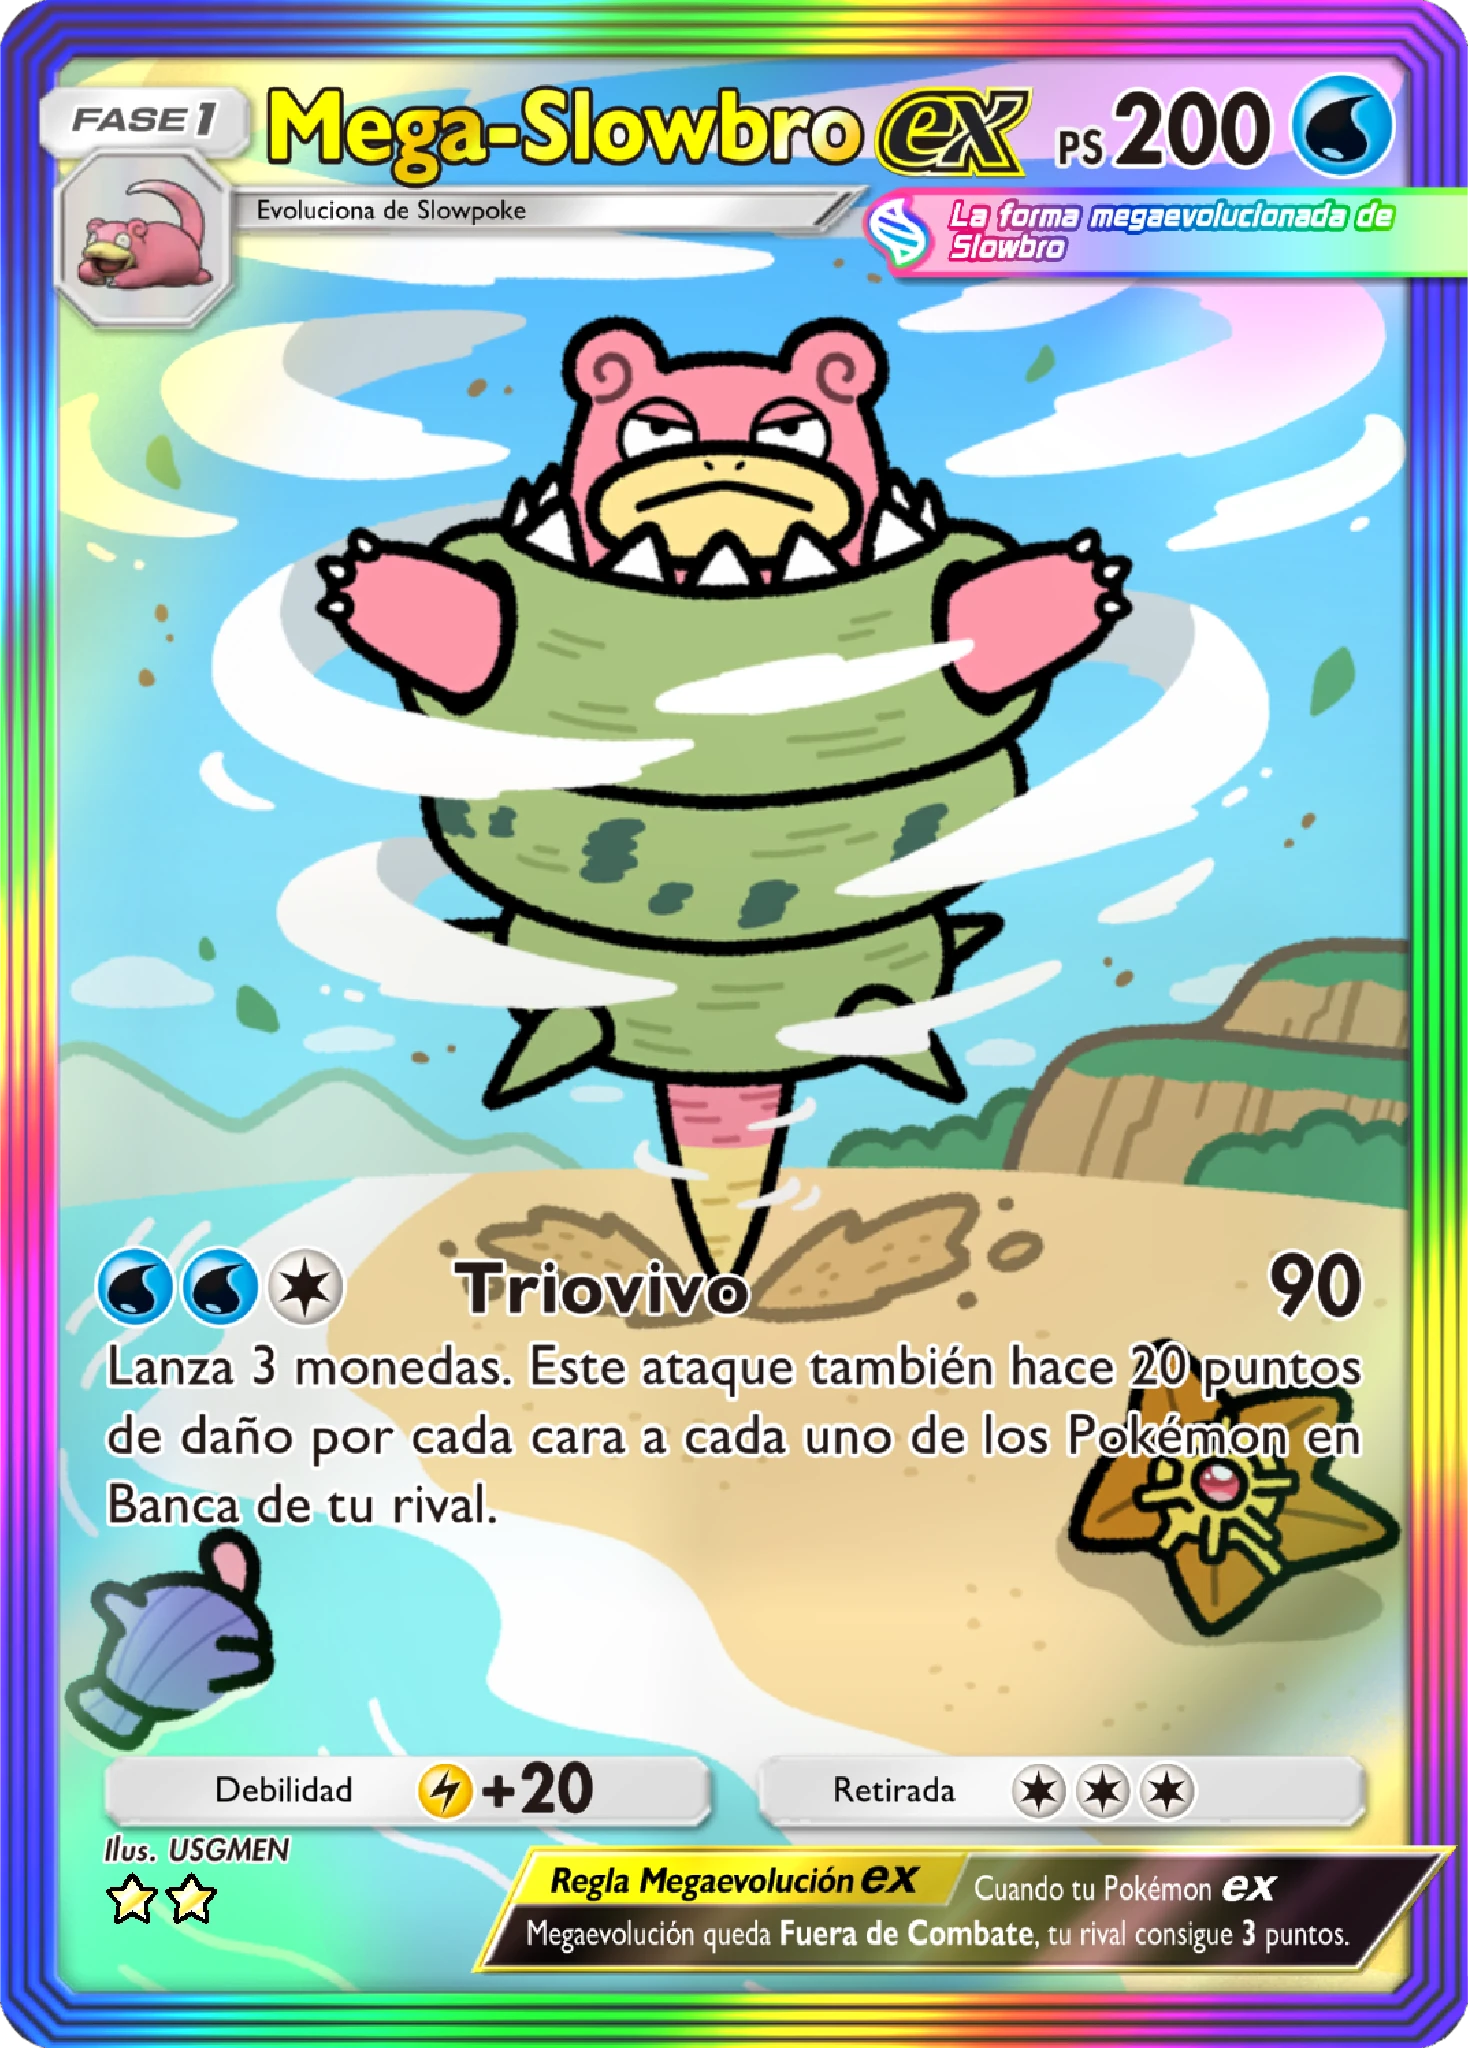 FASE 1
Mega-Slowbro ex PS 200
Evoluciona de Slowpoke
La forma megaevolucionada de
Slowbro
Triovivo 90
Lanza 3 monedas. Este ataque también hace 20 puntos
de daño por cada cara a cada uno de los Pokémon en
Banca de tu rival.
Debilidad +20
Retirada
Ilus. USGMEN
Regla Megaevolución ex Cuando tu Pokémon ex
Megaevolución queda Fuera de Combate, tu rival consigue 3 puntos.